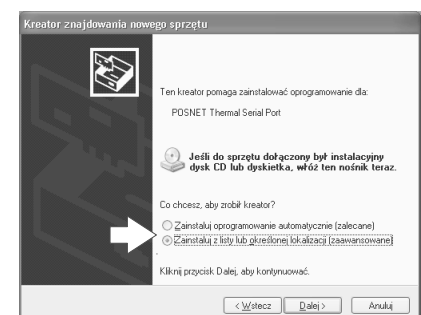 Kreator znajdowania nowego sprzętu
Ten kreator pomaga zainstalować oprogramowanie dla:
POSNET Thermal Serial Port
Jeśli do sprzętu dołączony był instalacyjny
dysk CD lub dyskietka, włóż ten nośnik teraz.
Co chcesz, aby zrobił kreator?
Zainstaluj oprogramowanie automatycznie (zalecane)
Zainstaluj z listy lub określonej lokalizacji (zaawansowane)
Kliknij przycisk Dalej, aby kontynuować.
< Wstecz Dalej > Anuluj